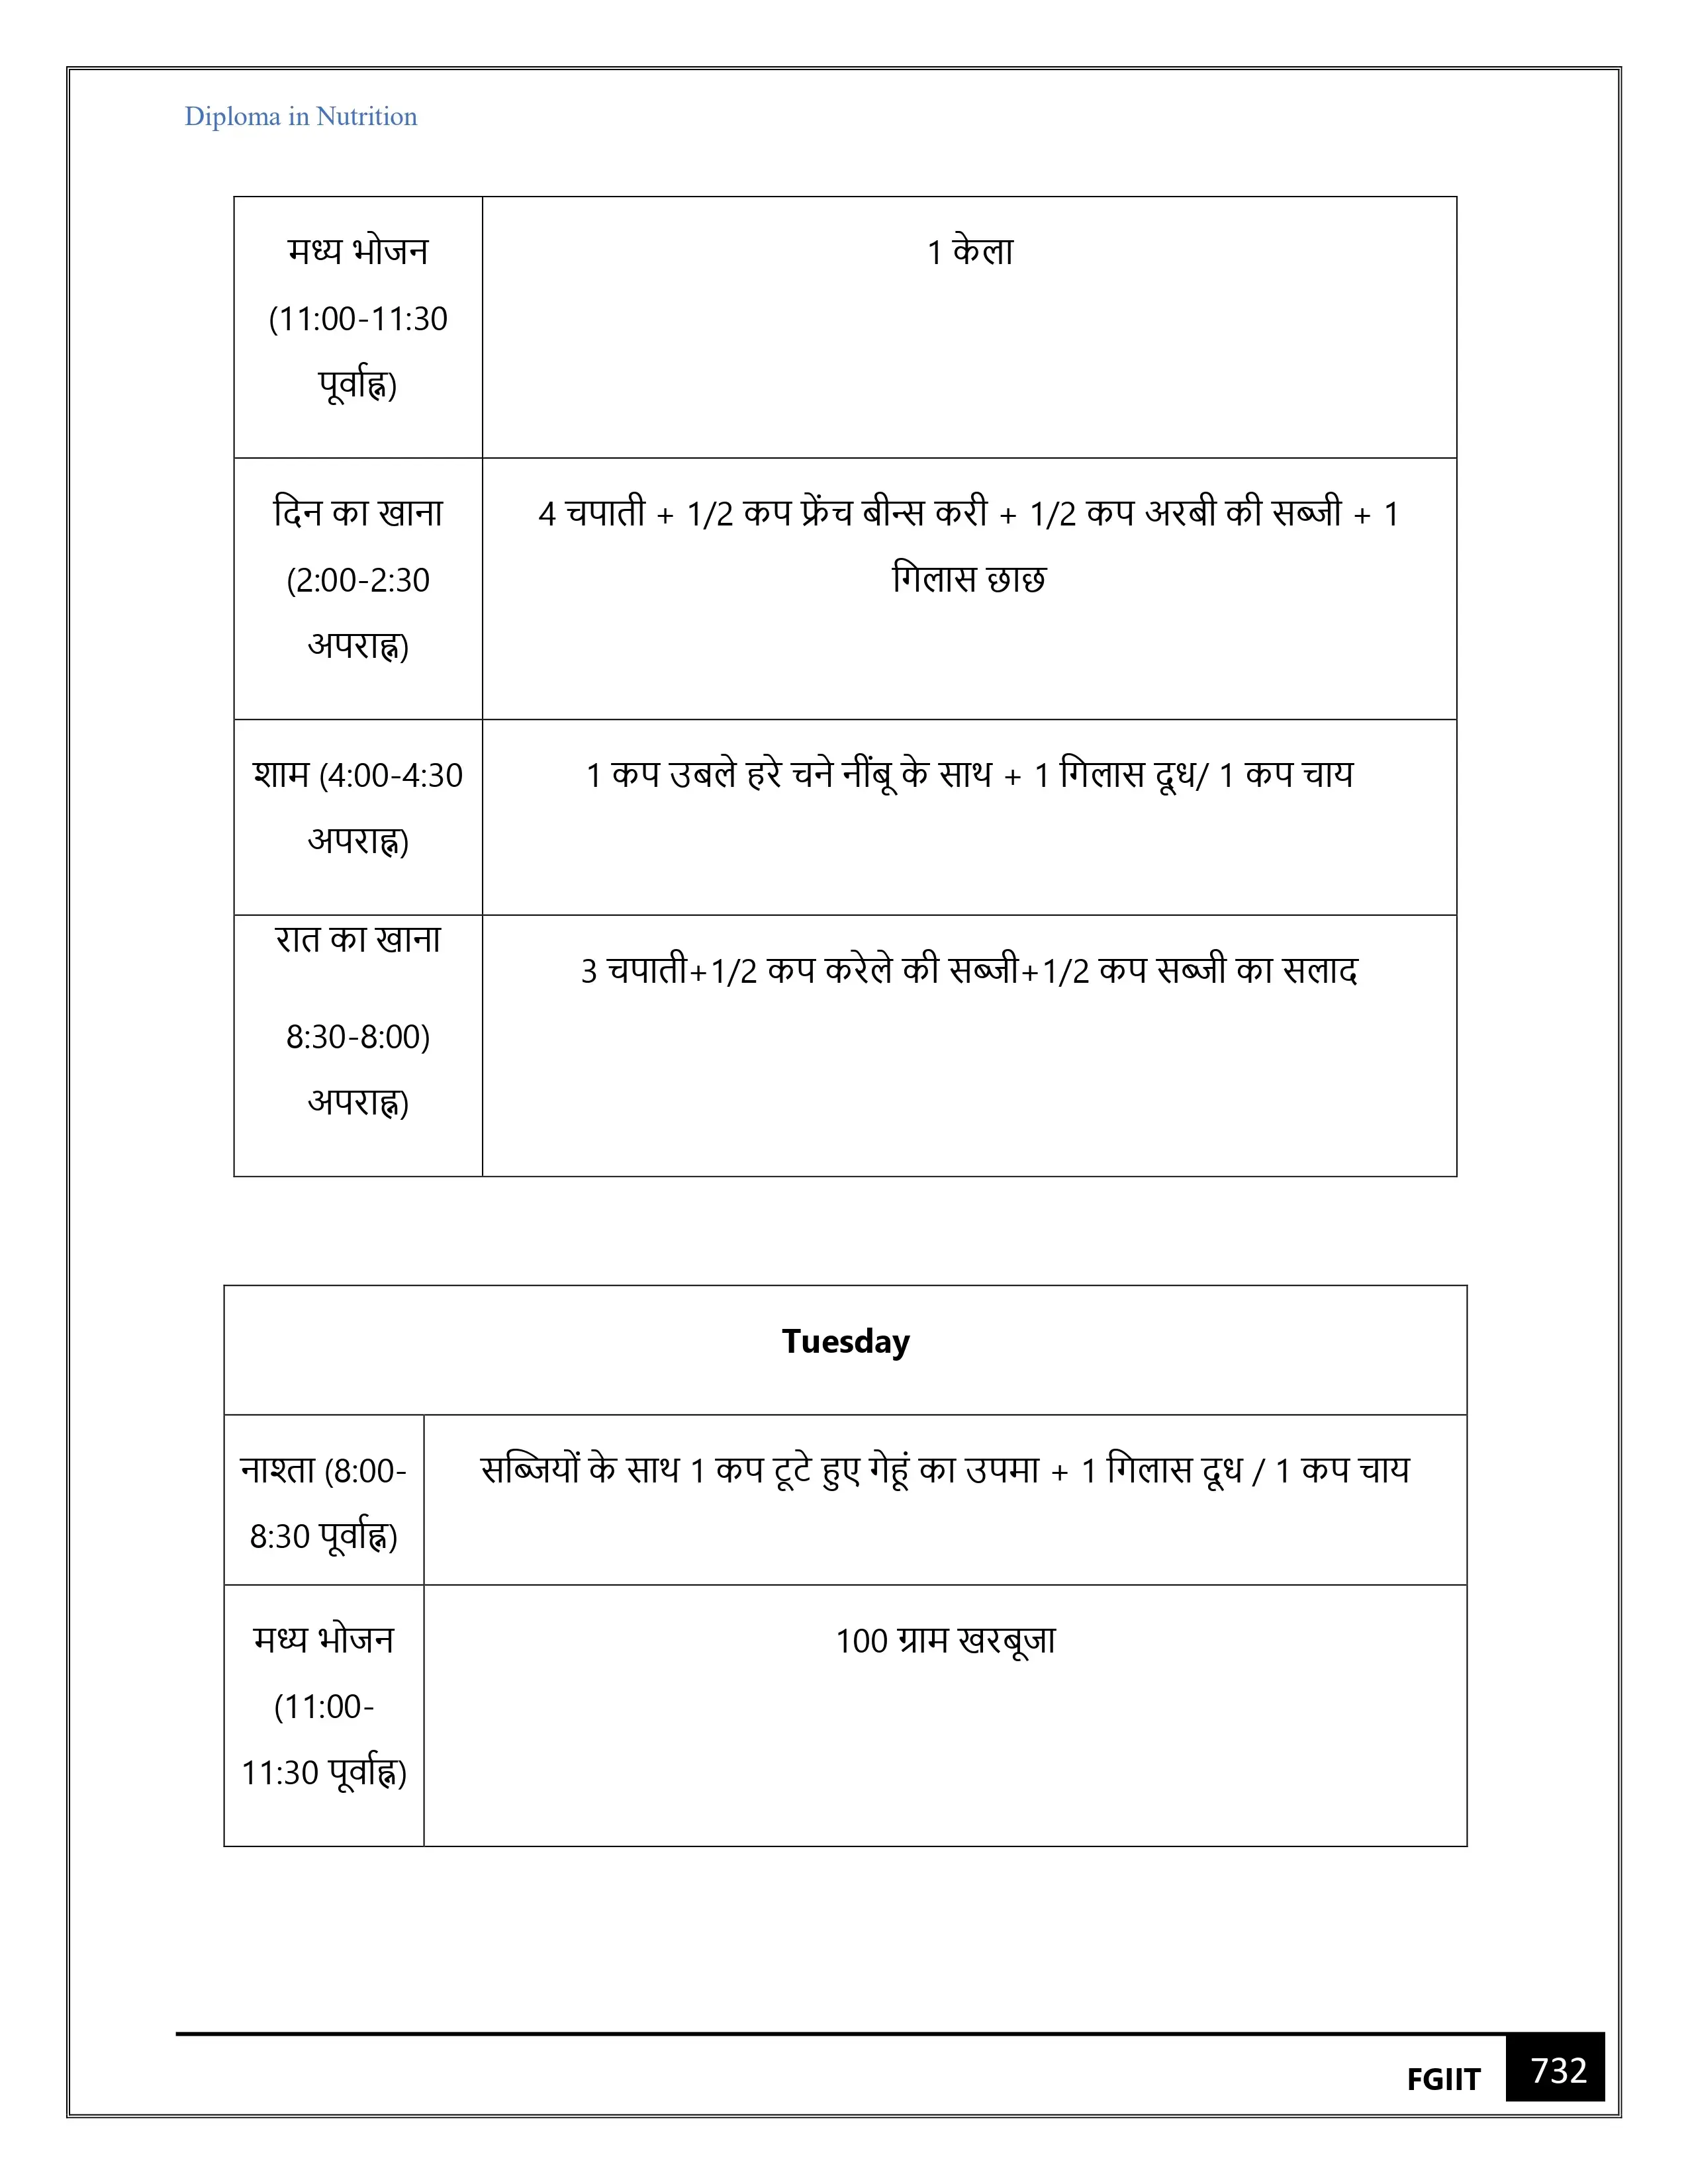 Diploma in Nutrition
मध्य भोजन
(11:00-11:30
पूर्वाह्न)
1 केला
दिन का खाना
(2:00-2:30
अपराह्न)
4 चपाती + 1/2 कप फ्रेंच बीन्स करी + 1/2 कप अरबी की सब्जी + 1
गिलास छाछ
शाम (4:00-4:30
अपराह्न)
1 कप उबले हरे चने नींबू के साथ + 1 गिलास दूध/ 1 कप चाय
रात का खाना
8:30-8:00)
अपराह्न)
3 चपाती+1/2 कप करेले की सब्जी+1/2 कप सब्जी का सलाद
Tuesday
नाश्ता (8:00-
8:30 पूर्वाह्न)
सब्जियों के साथ 1 कप टूटे हुए गेहूं का उपमा + 1 गिलास दूध / 1 कप चाय
मध्य भोजन
(11:00-
11:30 पूर्वाह्न)
100 ग्राम खरबूजा
FGIIT 732